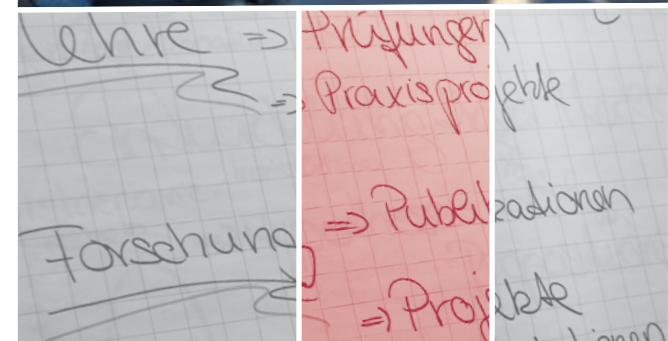 Lehre => Prüfungen
=> Praxisprojekte
Forschung => Publikationen
=> Projekte